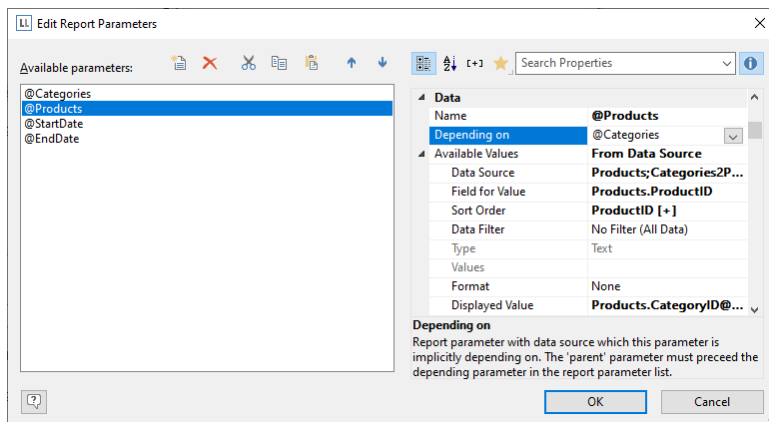 LL Edit Report Parameters
Available parameters:
Search Properties
@Categories
@Products
@StartDate
@EndDate
Data
Name @Products
Depending on @Categories
Available Values From Data Source
Data Source Products;Categories2P...
Field for Value Products.ProductID
Sort Order ProductID [+]
Data Filter No Filter (All Data)
Type Text
Values
Format None
Displayed Value Products.CategoryID@...
Depending on
Report parameter with data source which this parameter is
implicitly depending on. The 'parent' parameter must preceed the
depending parameter in the report parameter list.
OK Cancel